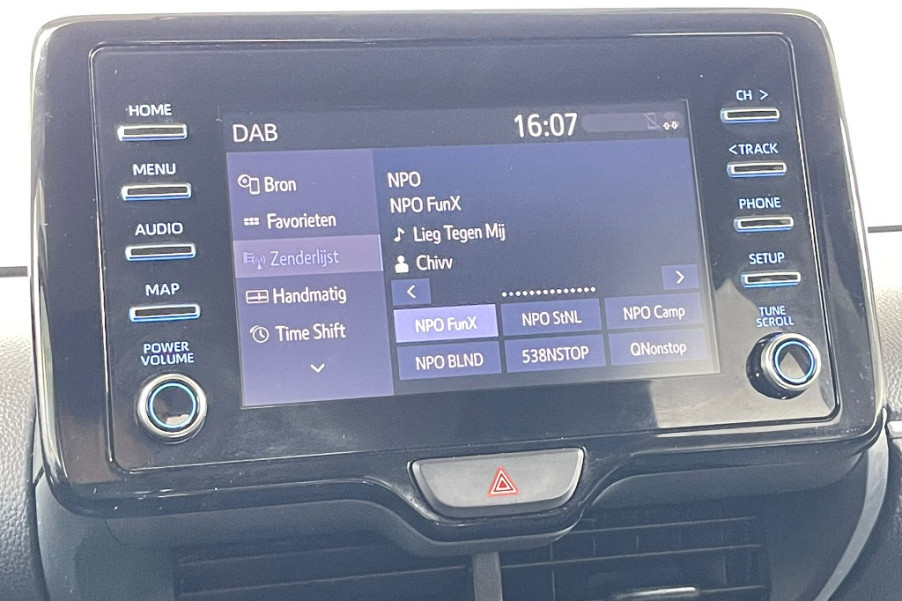 HOME
MENU
AUDIO
MAP
POWER
VOLUME
DAB
16:07
Bron
Favorieten
Zenderlijst
Handmatig
Time Shift
NPO
NPO FunX
Lieg Tegen Mij
Chivv
<
>
NPO FunX
NPO StNL
NPO Camp
NPO BLND
538NSTOP
QNonstop
CH >
<TRACK
PHONE
SETUP
TUNE
SCROLL